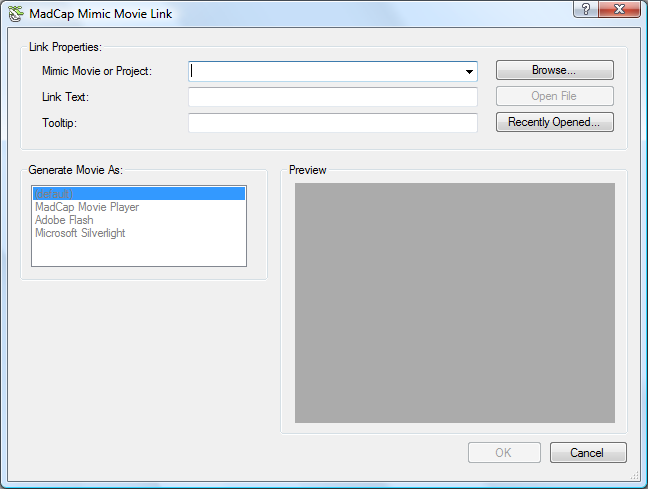 MadCap Mimic Movie Link
?
Link Properties:
Mimic Movie or Project:
Browse...
Link Text:
Open File
Tooltip:
Recently Opened...
Generate Movie As:
(default)
MadCap Movie Player
Adobe Flash
Microsoft Silverlight
Preview
OK
Cancel